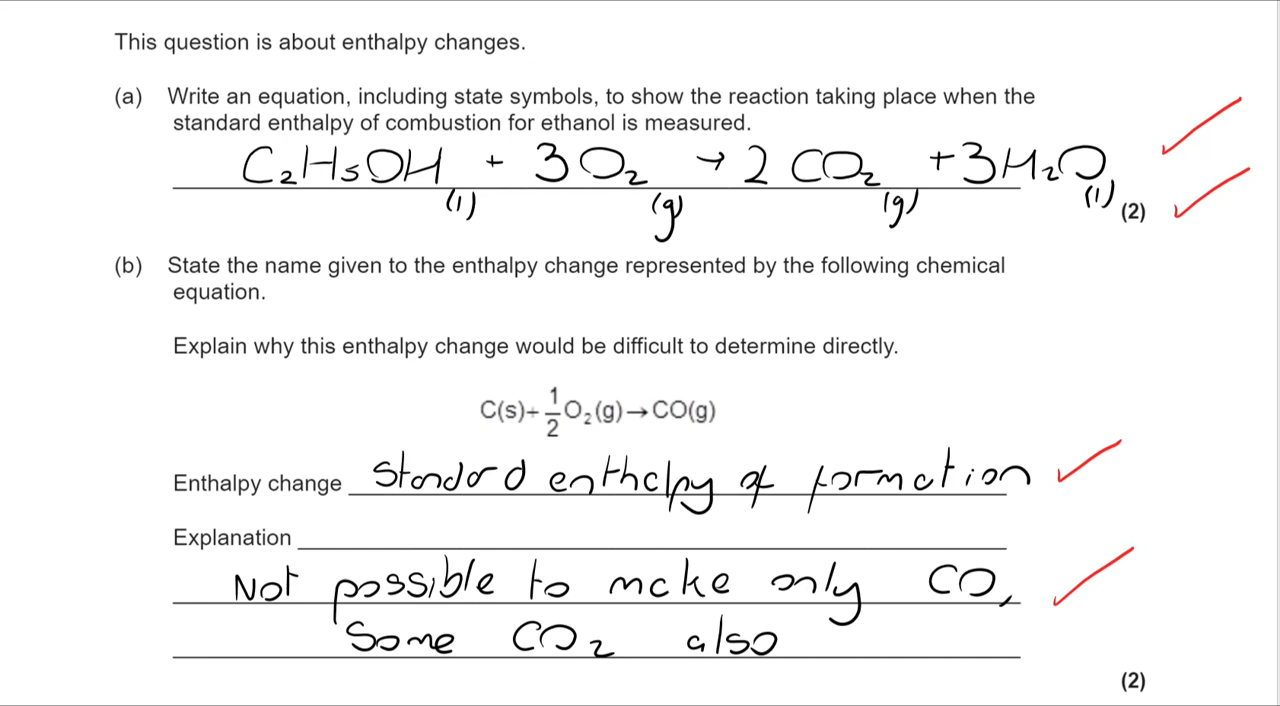 This question is about enthalpy changes.
(a) Write an equation, including state symbols, to show the reaction taking place when the
standard enthalpy of combustion for ethanol is measured.
C₂H₅OH (l) + 3O₂ (g) → 2 CO₂ (g) + 3H₂O (l)
(2)
(b) State the name given to the enthalpy change represented by the following chemical
equation.
Explain why this enthalpy change would be difficult to determine directly.
C(s)+ 1/2 O₂(g)→CO(g)
Enthalpy change standard enthalpy of formation
Explanation
Not possible to make only CO,
Some CO₂ also
(2)